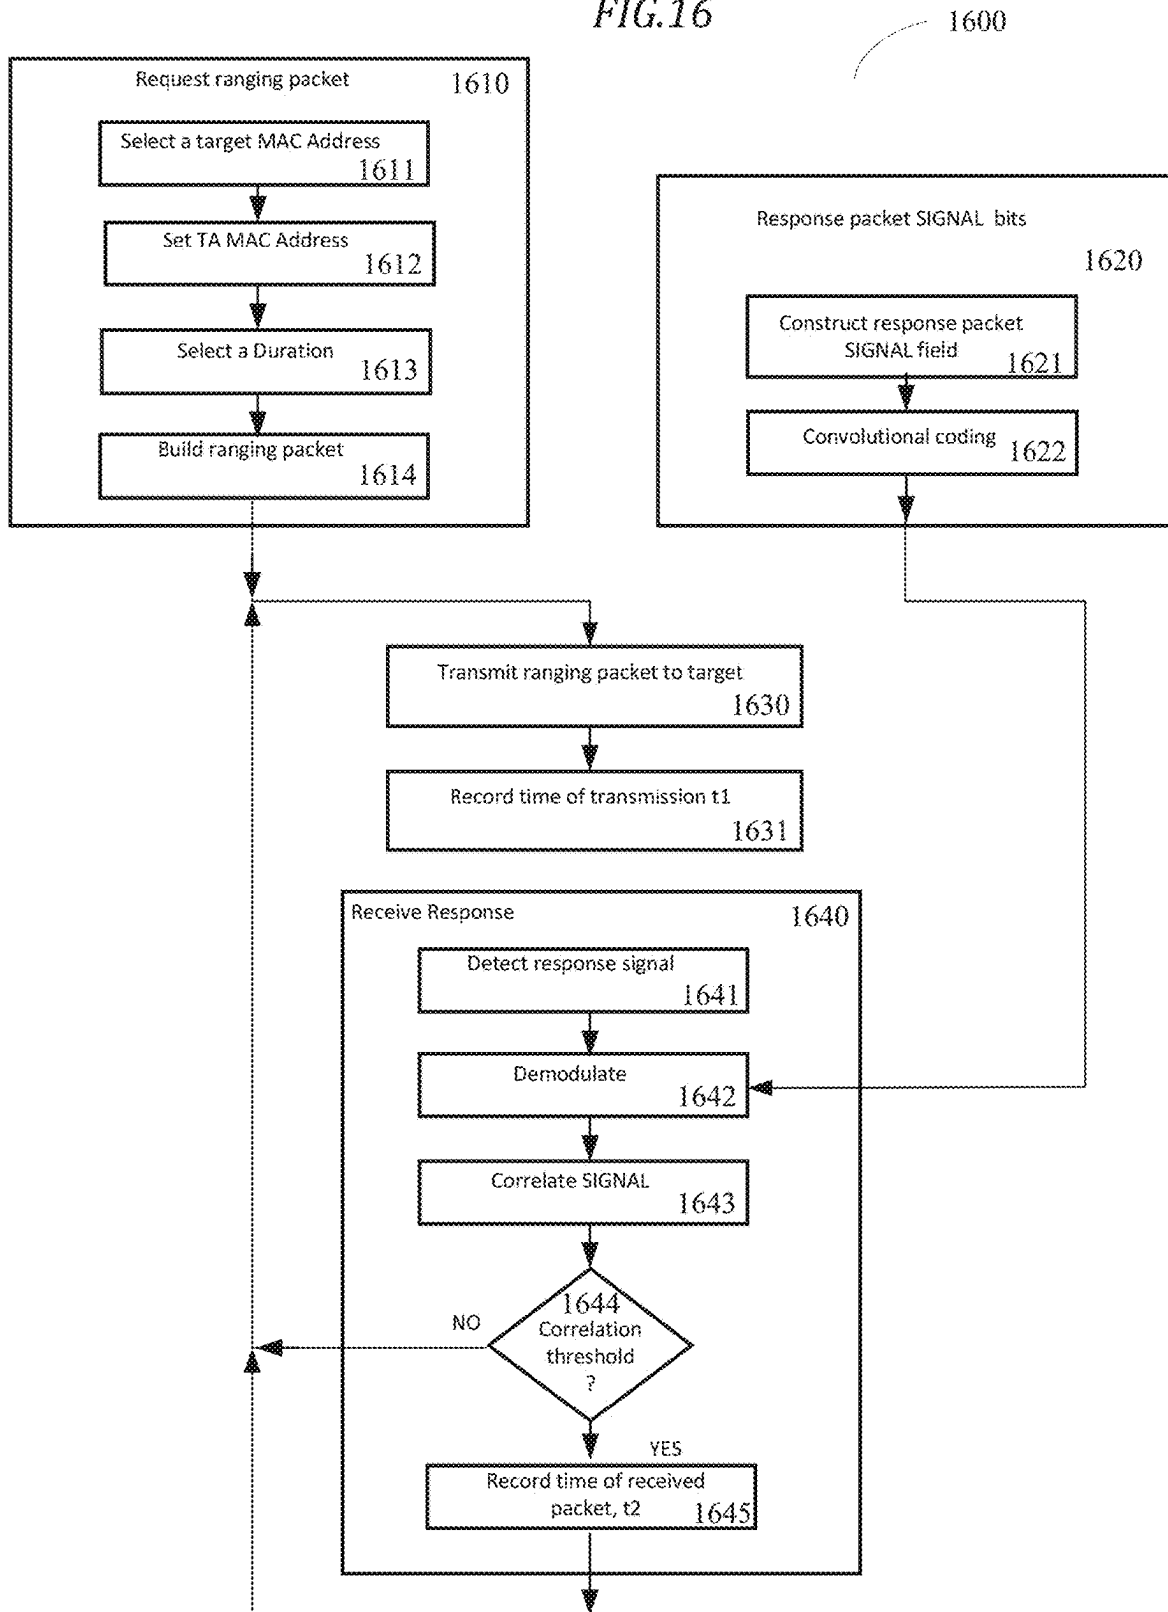 FIG.16
1600
Request ranging packet
1610
Select a target MAC Address
1611
Set TA MAC Address
1612
Select a Duration
1613
Build ranging packet
1614
Response packet SIGNAL bits
1620
Construct response packet
SIGNAL field
1621
Convolutional coding
1622
Transmit ranging packet to target
1630
Record time of transmission t1
1631
Receive Response
1640
Detect response signal
1641
Demodulate
1642
Correlate SIGNAL
1643
1644
Correlation
threshold
?
NO
YES
Record time of received
packet, t2
1645